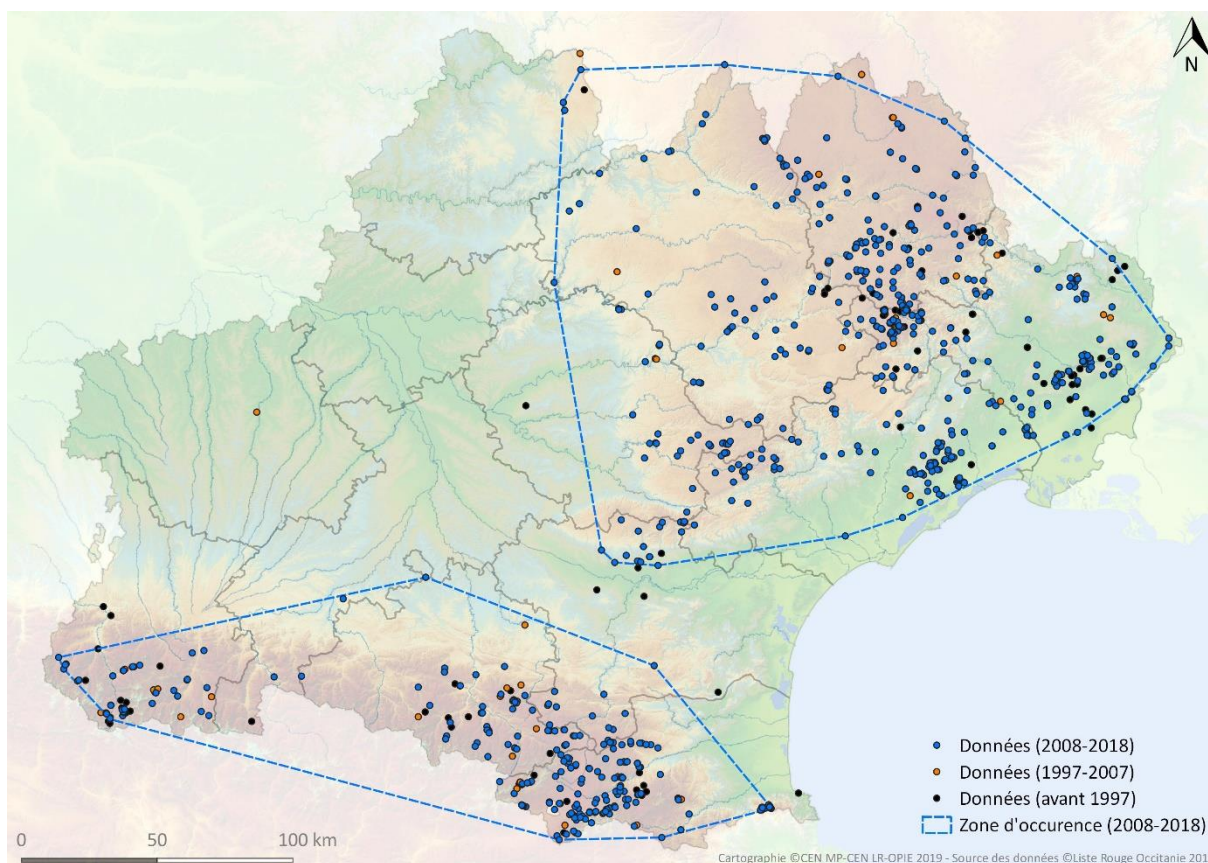 N
Données (2008-2018)
Données (1997-2007)
Données (avant 1997)
Zone d'occurence (2008-2018)
0 50 100 km
Cartographie ©CEN MP-CEN LR-OPIE 2019 - Source des données ©Liste Rouge Occitanie 201